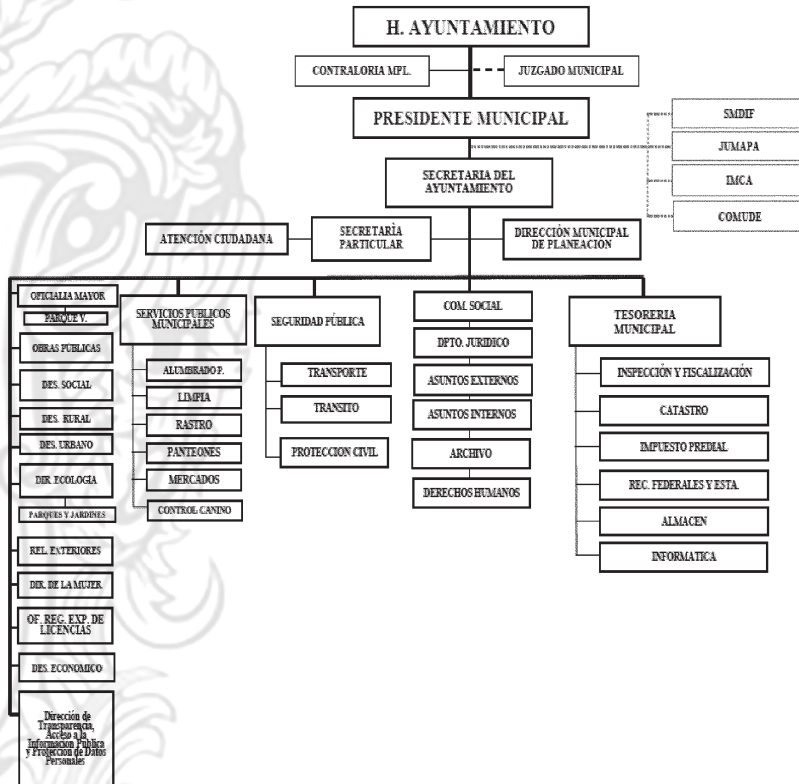 H. AYUNTAMIENTO
CONTRALORIA MPL.
JUZGADO MUNICIPAL
PRESIDENTE MUNICIPAL
SMDIF
JUMAPA
IMCA
COMUDE
SECRETARIA DEL
AYUNTAMIENTO
ATENCIÓN CIUDADANA
SECRETARÌA
PARTICULAR
DIRECCIÓN MUNICIPAL
DE PLANEACION
OFICIALIA MAYOR
PARQUE V.
OBRAS PÚBLICAS
DES. SOCIAL
DES. RURAL
DES. URBANO
DIR. ECOLOGÍA
PARQUES Y JARDINES
REL. EXTERIORES
DIR. DE LA MUJER
OF. REG. EXP. DE
LICENCIAS
DES. ECONOMICO
Dirección de
Transparencia,
Acceso a la
Información Pública
y Protección de Datos
Personales
SERVICIOS PUBLICOS
MUNICIPALES
ALUMBRADO P.
LIMPIA
RASTRO
PANTEONES
MERCADOS
CONTROL CANINO
SEGURIDAD PÚBLICA
TRANSPORTE
TRANSITO
PROTECCION CIVIL
COM. SOCIAL
DPTO. JURIDICO
ASUNTOS EXTERNOS
ASUNTOS INTERNOS
ARCHIVO
DERECHOS HUMANOS
TESORERIA
MUNICIPAL
INSPECCIÓN Y FISCALIZACIÓN
CATASTRO
IMPUESTO PREDIAL
REC. FEDERALES Y ESTA.
ALMACEN
INFORMATICA